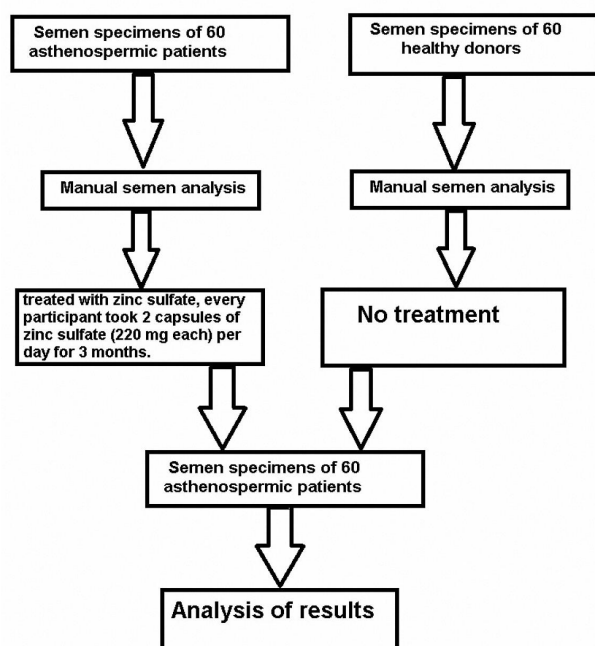 Semen specimens of 60
asthenospermic patients
Semen specimens of 60
healthy donors
Manual semen analysis
Manual semen analysis
treated with zinc sulfate, every
participant took 2 capsules of
zinc sulfate (220 mg each) per
day for 3 months.
No treatment
Semen specimens of 60
asthenospermic patients
Analysis of results